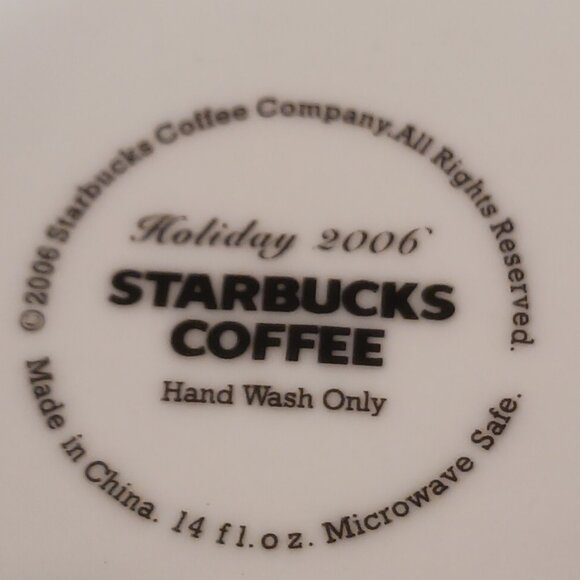 ©2006 Starbucks Coffee Company.All Rights Reserved.
Holiday 2006
STARBUCKS
COFFEE
Hand Wash Only
Made in China. 14 fl.oz. Microwave Safe.